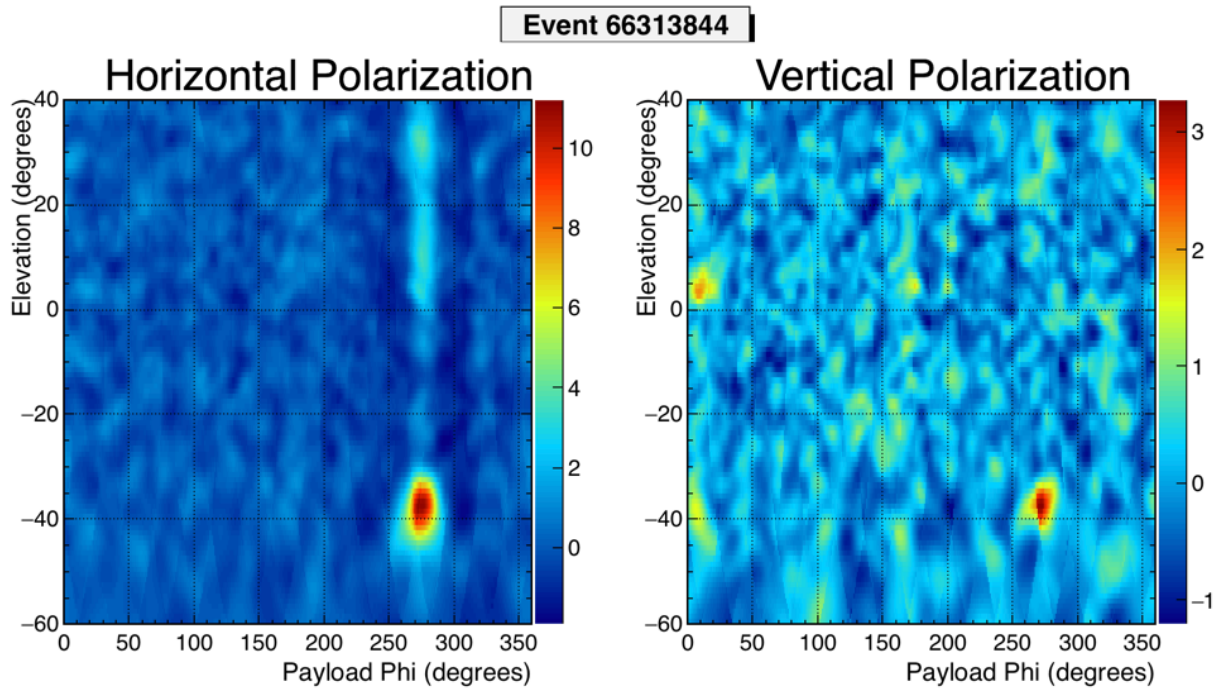 Event 66313844
Horizontal Polarization
Elevation (degrees)
40
20
0
−20
−40
−60
0 50 100 150 200 250 300 350
Payload Phi (degrees)
10
8
6
4
2
0
Vertical Polarization
Elevation (degrees)
40
20
0
−20
−40
−60
0 50 100 150 200 250 300 350
Payload Phi (degrees)
3
2
1
0
−1